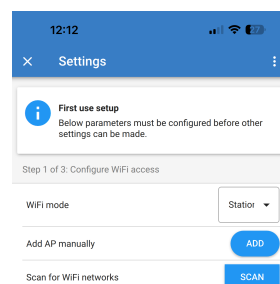 12:12
27
Settings
First use setup
Below parameters must be configured before other
settings can be made.
Step 1 of 3: Configure WiFi access
WiFi mode
Station
Add AP manually
ADD
Scan for WiFi networks
SCAN